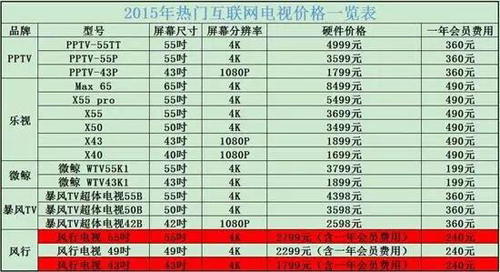 2015年热门互联网电视价格一览表
品牌 型号 屏幕尺寸 屏幕分辨率 硬件价格 一年会员费用
PPTV PPTV-55TT 55吋 4K 4999元 360元
PPTV-55P 55吋 4K 3599元 360元
PPTV-43P 43吋 1080P 1799元 360元
乐视 Max 65 65吋 4K 8499元 490元
X55 pro 55吋 4K 5499元 490元
X55 55吋 4K 3699元 490元
X50 50吋 4K 3499元 490元
X43 43吋 1080P 1899元 490元
X40 40吋 1080P 1699元 490元
微鲸 微鲸 WTV55K1 55吋 4K 3799元 199元
微鲸 WTV43K1 43吋 4K 1999元 199元
暴风TV 暴风TV超体电视55B 55吋 4K 3598元 360元
暴风TV超体电视50B 50吋 4K 2598元 360元
暴风TV超体电视42B 42吋 1080P 2598元 360元
风行 风行电视 55吋 55吋 4K 2799元（含一年会员费用） 240元
风行电视 49吋 49吋 4K 2299元（含一年会员费用） 240元
风行电视 43吋 43吋 4K 1799元（含一年会员费用） 240元